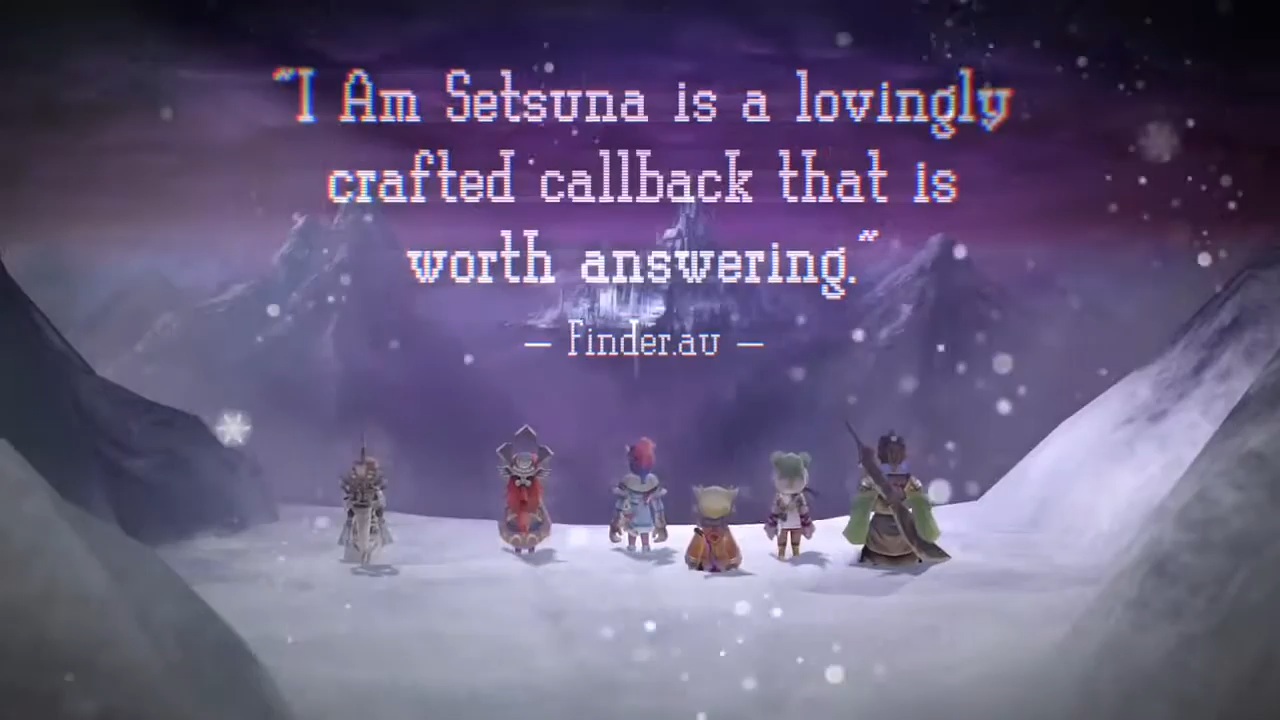 "I Am Setsuna is a lovingly
crafted callback that is
worth answering."
— Finder.au —